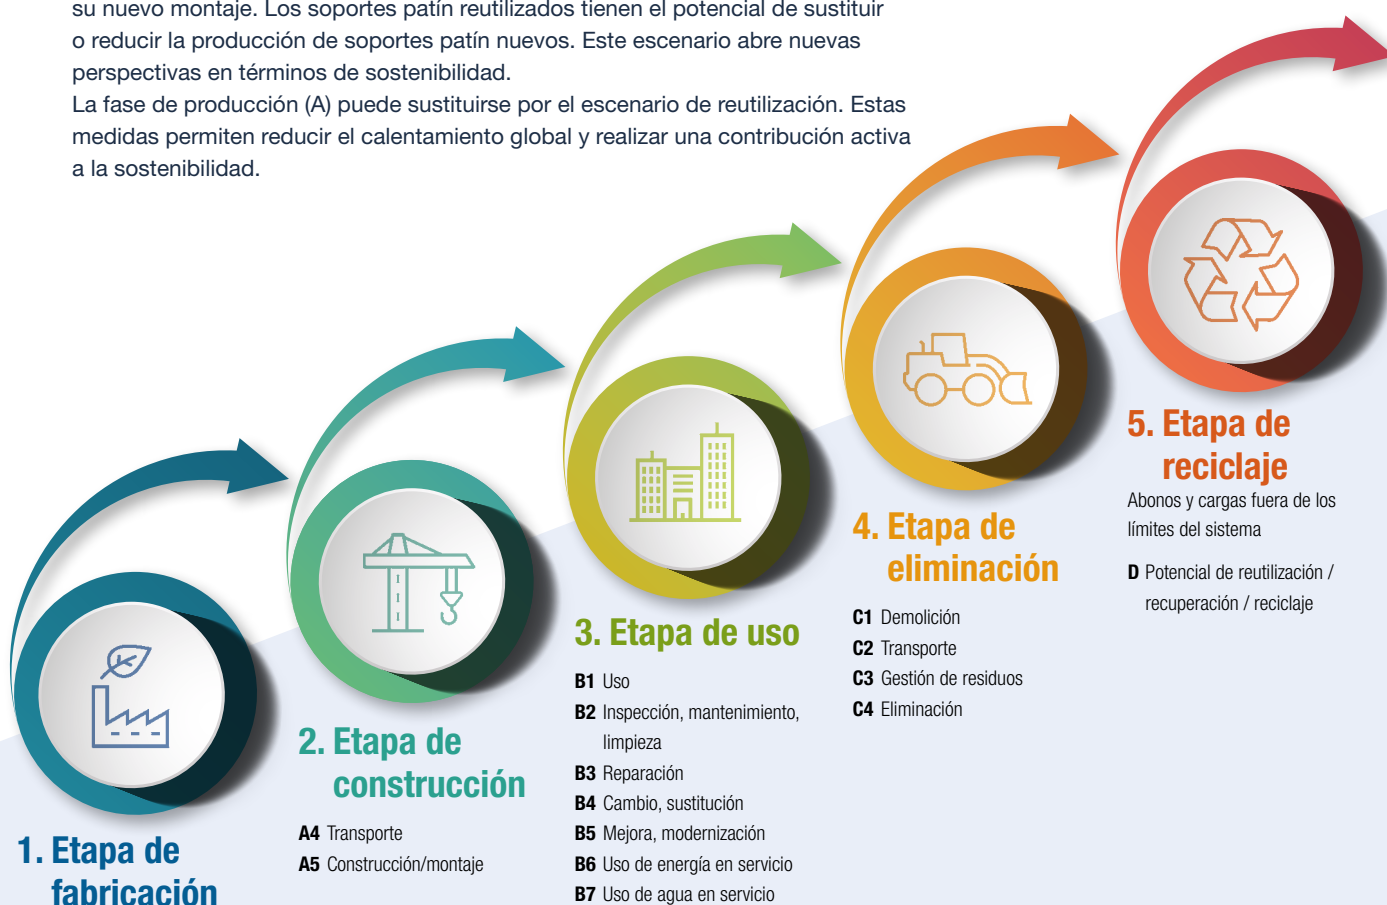 su nuevo montaje. Los soportes patín reutilizados tienen el potencial de sustituir
o reducir la producción de soportes patín nuevos. Este escenario abre nuevas
perspectivas en términos de sostenibilidad.
La fase de producción (A) puede sustituirse por el escenario de reutilización. Estas
medidas permiten reducir el calentamiento global y realizar una contribución activa
a la sostenibilidad.
1. Etapa de
fabricación
2. Etapa de
construcción
A4 Transporte
A5 Construcción/montaje
3. Etapa de uso
B1 Uso
B2 Inspección, mantenimiento,
limpieza
B3 Reparación
B4 Cambio, sustitución
B5 Mejora, modernización
B6 Uso de energía en servicio
B7 Uso de agua en servicio
4. Etapa de
eliminación
C1 Demolición
C2 Transporte
C3 Gestión de residuos
C4 Eliminación
5. Etapa de
reciclaje
Abonos y cargas fuera de los
límites del sistema
D Potencial de reutilización /
recuperación / reciclaje